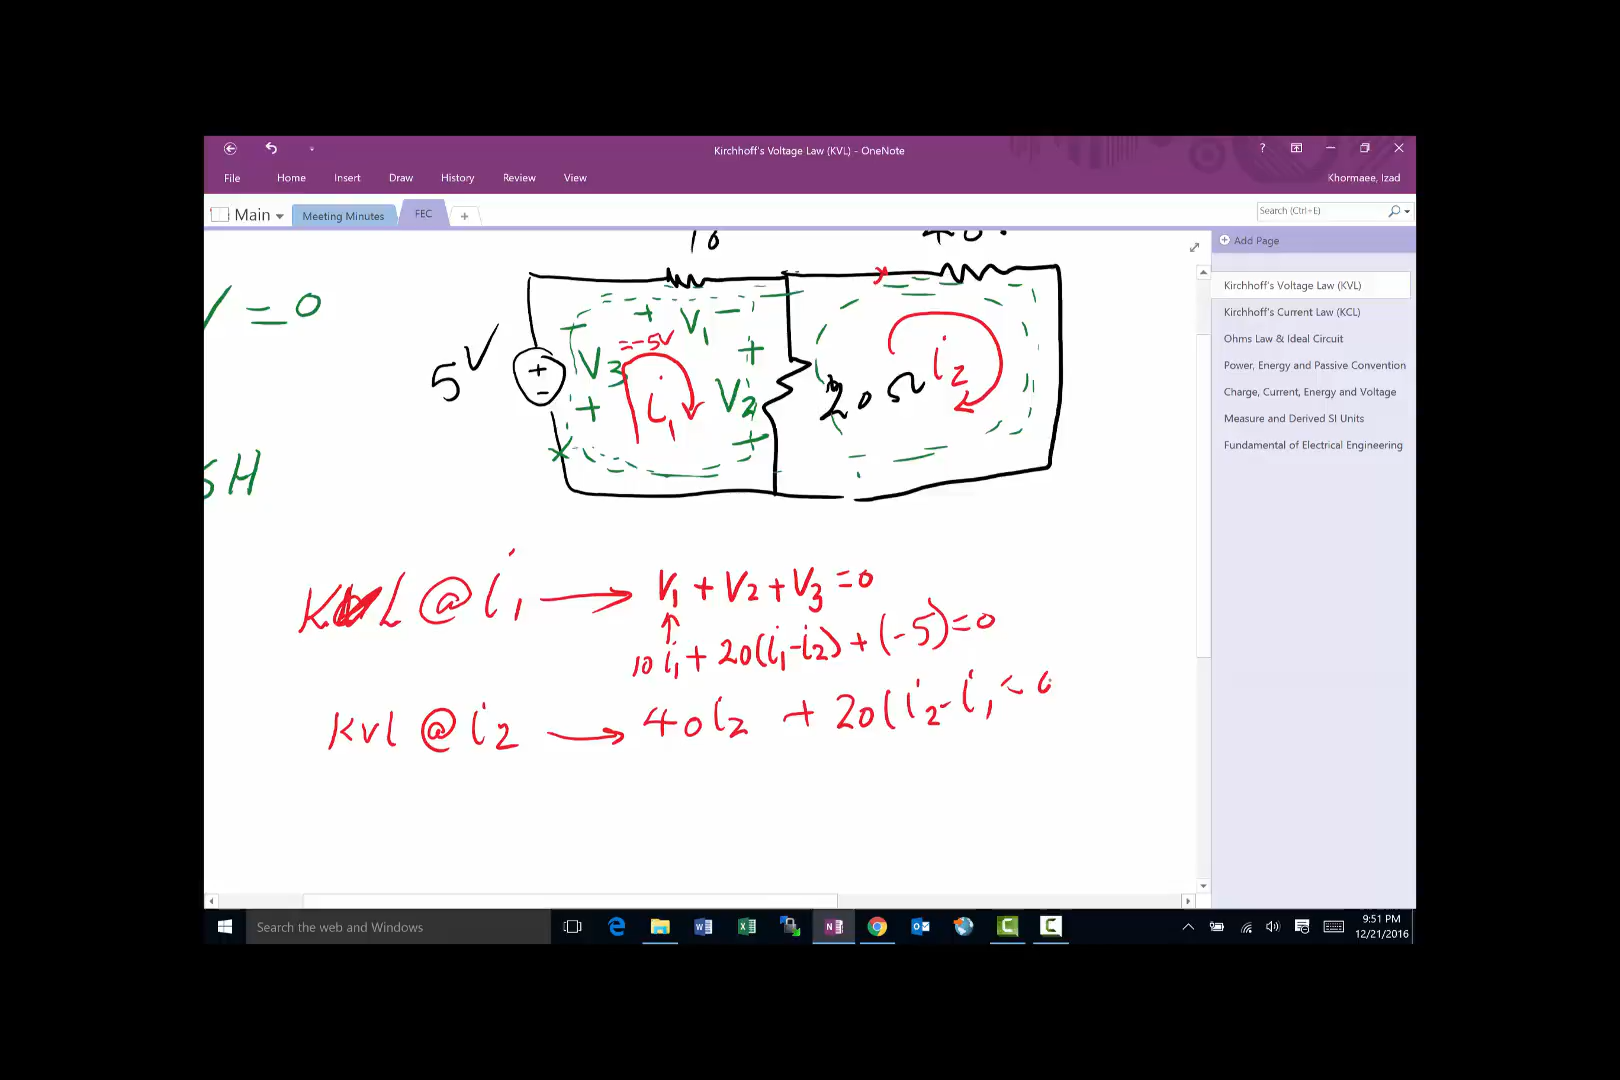 Kirchhoff's Voltage Law (KVL) - OneNote
?
File Home Insert Draw History Review View
Khormaee, Izad
Main Meeting Minutes FEC +
Search (Ctrl+E)
Add Page
Kirchhoff's Voltage Law (KVL)
Kirchhoff's Current Law (KCL)
Ohms Law & Ideal Circuit
Power, Energy and Passive Convention
Charge, Current, Energy and Voltage
Measure and Derived SI Units
Fundamental of Electrical Engineering
10
=0
5V
+
-
+ V1 -
=-5V
V3
+
i1
+
V2
20Ω
i2
H
KVL @ i1 → V1 + V2 + V3 = 0
10 i1 + 20(i1-i2) + (-5) = 0
KVL @ i2 → 40i2 + 20(i2-i1 = 0
Search the web and Windows
9:51 PM
12/21/2016